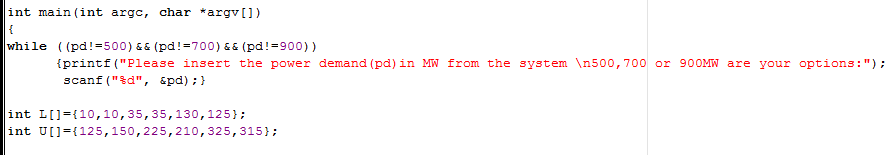 int main(int argc, char *argv[])
{
while ((pd!=500)&&(pd!=700)&&(pd!=900))
{printf("Please insert the power demand(pd)in MW from the system \n500,700 or 900MW are your options:");
scanf("%d", &pd);}
int L[]={10,10,35,35,130,125};
int U[]={125,150,225,210,325,315};